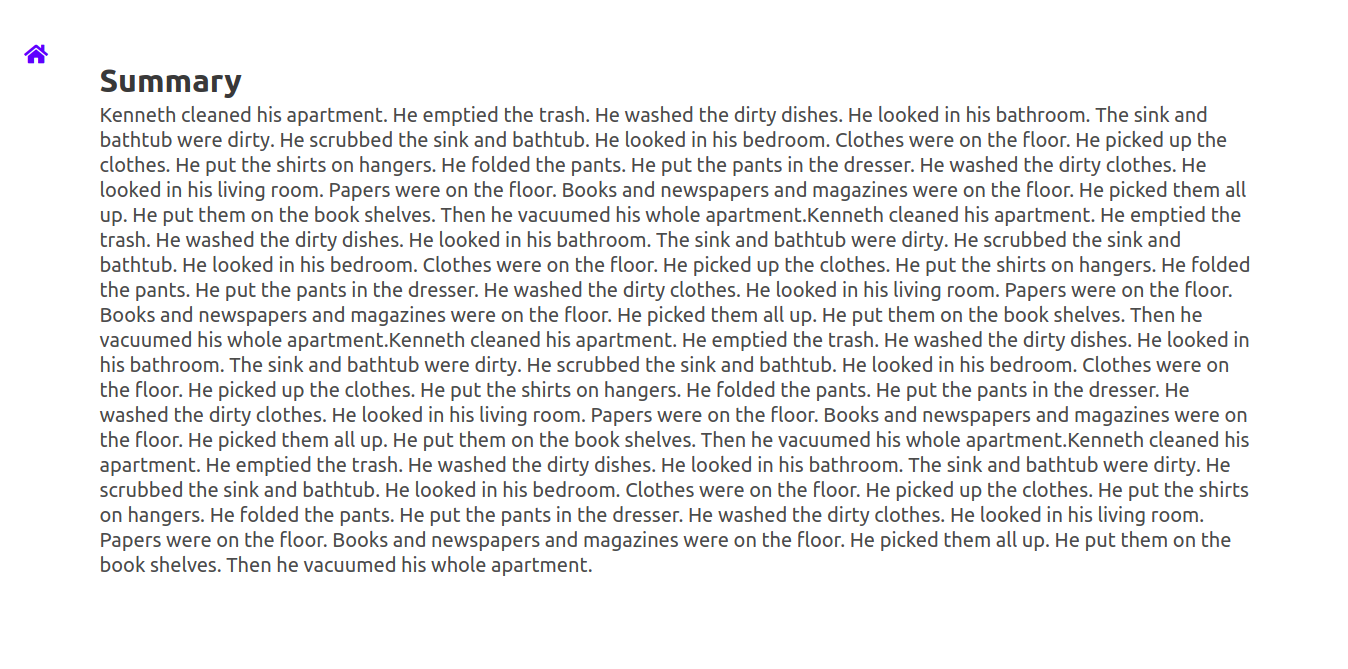 Summary
Kenneth cleaned his apartment. He emptied the trash. He washed the dirty dishes. He looked in his bathroom. The sink and
bathtub were dirty. He scrubbed the sink and bathtub. He looked in his bedroom. Clothes were on the floor. He picked up the
clothes. He put the shirts on hangers. He folded the pants. He put the pants in the dresser. He washed the dirty clothes. He
looked in his living room. Papers were on the floor. Books and newspapers and magazines were on the floor. He picked them all
up. He put them on the book shelves. Then he vacuumed his whole apartment.Kenneth cleaned his apartment. He emptied the
trash. He washed the dirty dishes. He looked in his bathroom. The sink and bathtub were dirty. He scrubbed the sink and
bathtub. He looked in his bedroom. Clothes were on the floor. He picked up the clothes. He put the shirts on hangers. He folded
the pants. He put the pants in the dresser. He washed the dirty clothes. He looked in his living room. Papers were on the floor.
Books and newspapers and magazines were on the floor. He picked them all up. He put them on the book shelves. Then he
vacuumed his whole apartment.Kenneth cleaned his apartment. He emptied the trash. He washed the dirty dishes. He looked in
his bathroom. The sink and bathtub were dirty. He scrubbed the sink and bathtub. He looked in his bedroom. Clothes were on
the floor. He picked up the clothes. He put the shirts on hangers. He folded the pants. He put the pants in the dresser. He
washed the dirty clothes. He looked in his living room. Papers were on the floor. Books and newspapers and magazines were on
the floor. He picked them all up. He put them on the book shelves. Then he vacuumed his whole apartment.Kenneth cleaned his
apartment. He emptied the trash. He washed the dirty dishes. He looked in his bathroom. The sink and bathtub were dirty. He
scrubbed the sink and bathtub. He looked in his bedroom. Clothes were on the floor. He picked up the clothes. He put the shirts
on hangers. He folded the pants. He put the pants in the dresser. He washed the dirty clothes. He looked in his living room.
Papers were on the floor. Books and newspapers and magazines were on the floor. He picked them all up. He put them on the
book shelves. Then he vacuumed his whole apartment.